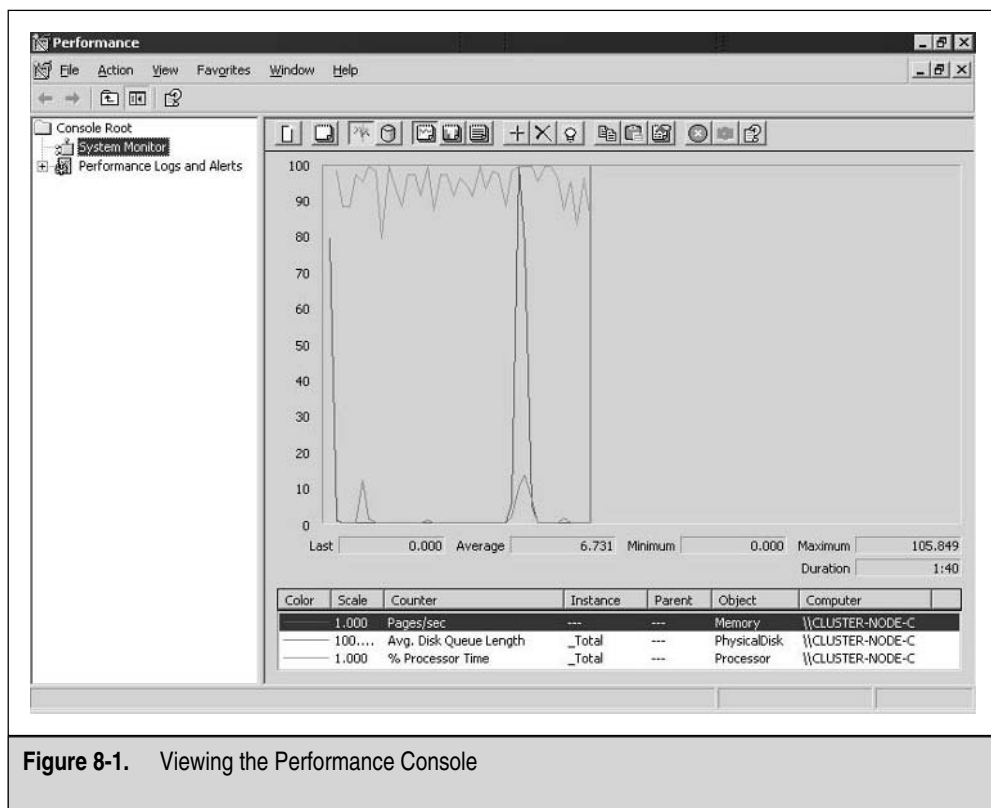 Performance
File Action View Favorites Window Help
Console Root
System Monitor
Performance Logs and Alerts
100
90
80
70
60
50
40
30
20
10
0
Last 0.000 Average 6.731 Minimum 0.000 Maximum 105.849
Duration 1:40
Color Scale Counter Instance Parent Object Computer
1.000 Pages/sec --- --- Memory \\CLUSTER-NODE-C
100.... Avg. Disk Queue Length _Total --- PhysicalDisk \\CLUSTER-NODE-C
1.000 % Processor Time _Total --- Processor \\CLUSTER-NODE-C
Figure 8-1. Viewing the Performance Console